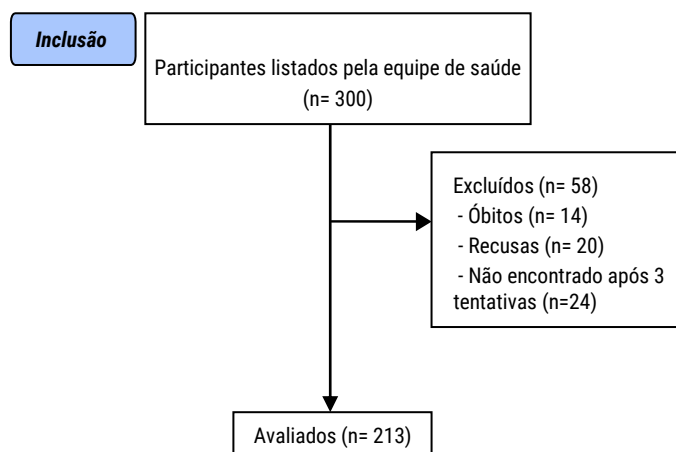 Inclusão
Participantes listados pela equipe de saúde
(n= 300)
Excluídos (n= 58)
- Óbitos (n= 14)
- Recusas (n= 20)
- Não encontrado após 3
tentativas (n=24)
Avaliados (n= 213)